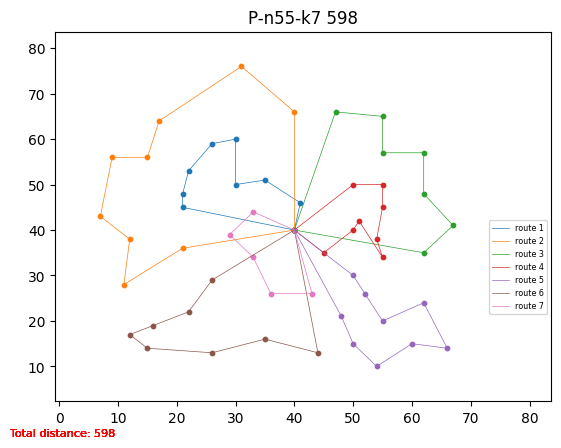 P-n55-k7 598
80
70
60
50
40
30
20
10
0 10 20 30 40 50 60 70 80
route 1
route 2
route 3
route 4
route 5
route 6
route 7
Total distance: 598